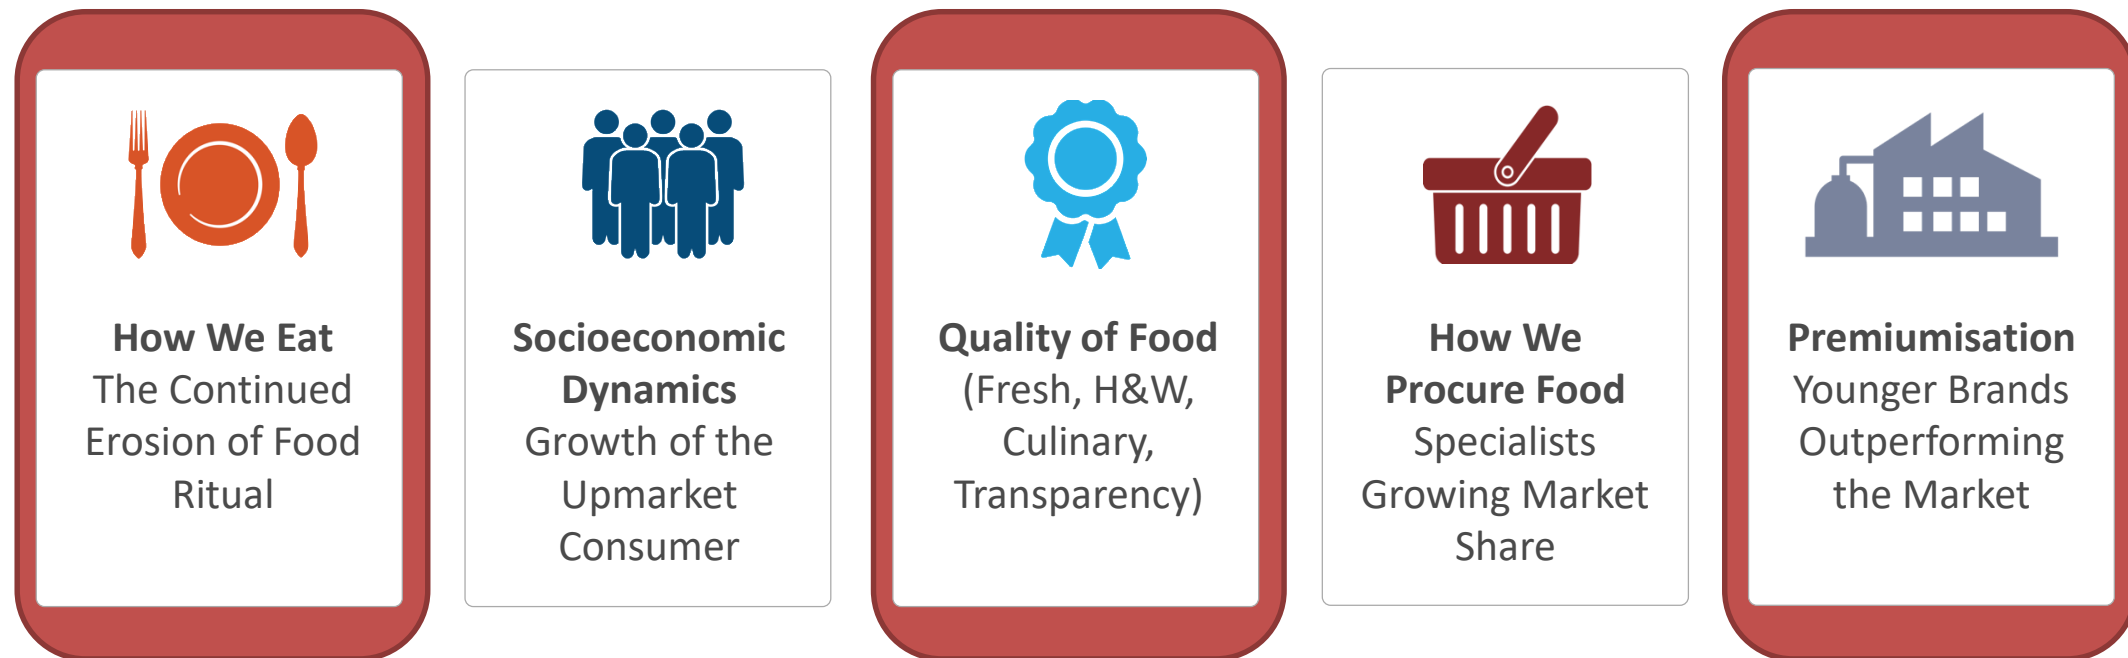 How We Eat
The Continued
Erosion of Food
Ritual
Socioeconomic
Dynamics
Growth of the
Upmarket
Consumer
Quality of Food
(Fresh, H&W,
Culinary,
Transparency)
How We
Procure Food
Specialists
Growing Market
Share
Premiumisation
Younger Brands
Outperforming
the Market